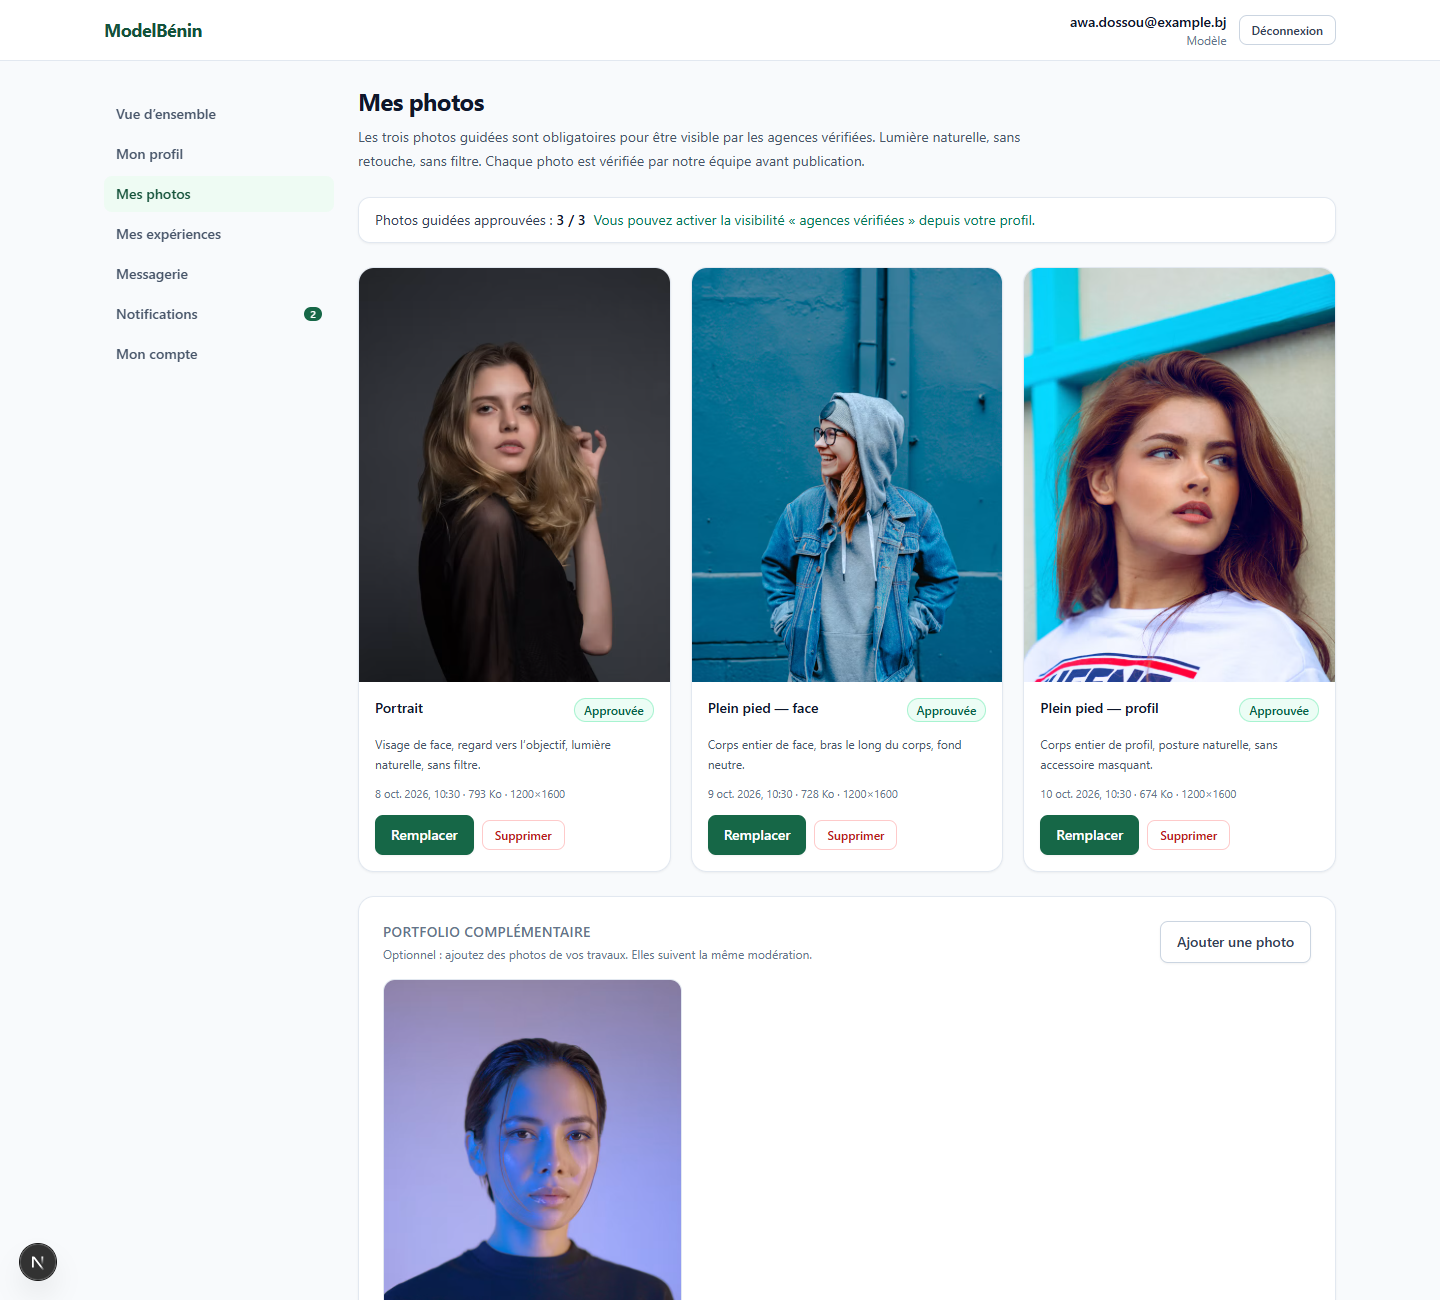 ModelBénin
awa.dossou@example.bj
Modèle
Déconnexion
Vue d’ensemble
Mon profil
Mes photos
Mes expériences
Messagerie
Notifications
2
Mon compte
Mes photos
Les trois photos guidées sont obligatoires pour être visible par les agences vérifiées. Lumière naturelle, sans
retouche, sans filtre. Chaque photo est vérifiée par notre équipe avant publication.
Photos guidées approuvées : 3 / 3 Vous pouvez activer la visibilité « agences vérifiées » depuis votre profil.
Portrait
Approuvée
Visage de face, regard vers l’objectif, lumière
naturelle, sans filtre.
8 oct. 2026, 10:30 · 793 Ko · 1200×1600
Remplacer
Supprimer
Plein pied — face
Approuvée
Corps entier de face, bras le long du corps, fond
neutre.
9 oct. 2026, 10:30 · 728 Ko · 1200×1600
Remplacer
Supprimer
Plein pied — profil
Approuvée
Corps entier de profil, posture naturelle, sans
accessoire masquant.
10 oct. 2026, 10:30 · 674 Ko · 1200×1600
Remplacer
Supprimer
PORTFOLIO COMPLÉMENTAIRE
Optionnel : ajoutez des photos de vos travaux. Elles suivent la même modération.
Ajouter une photo
N